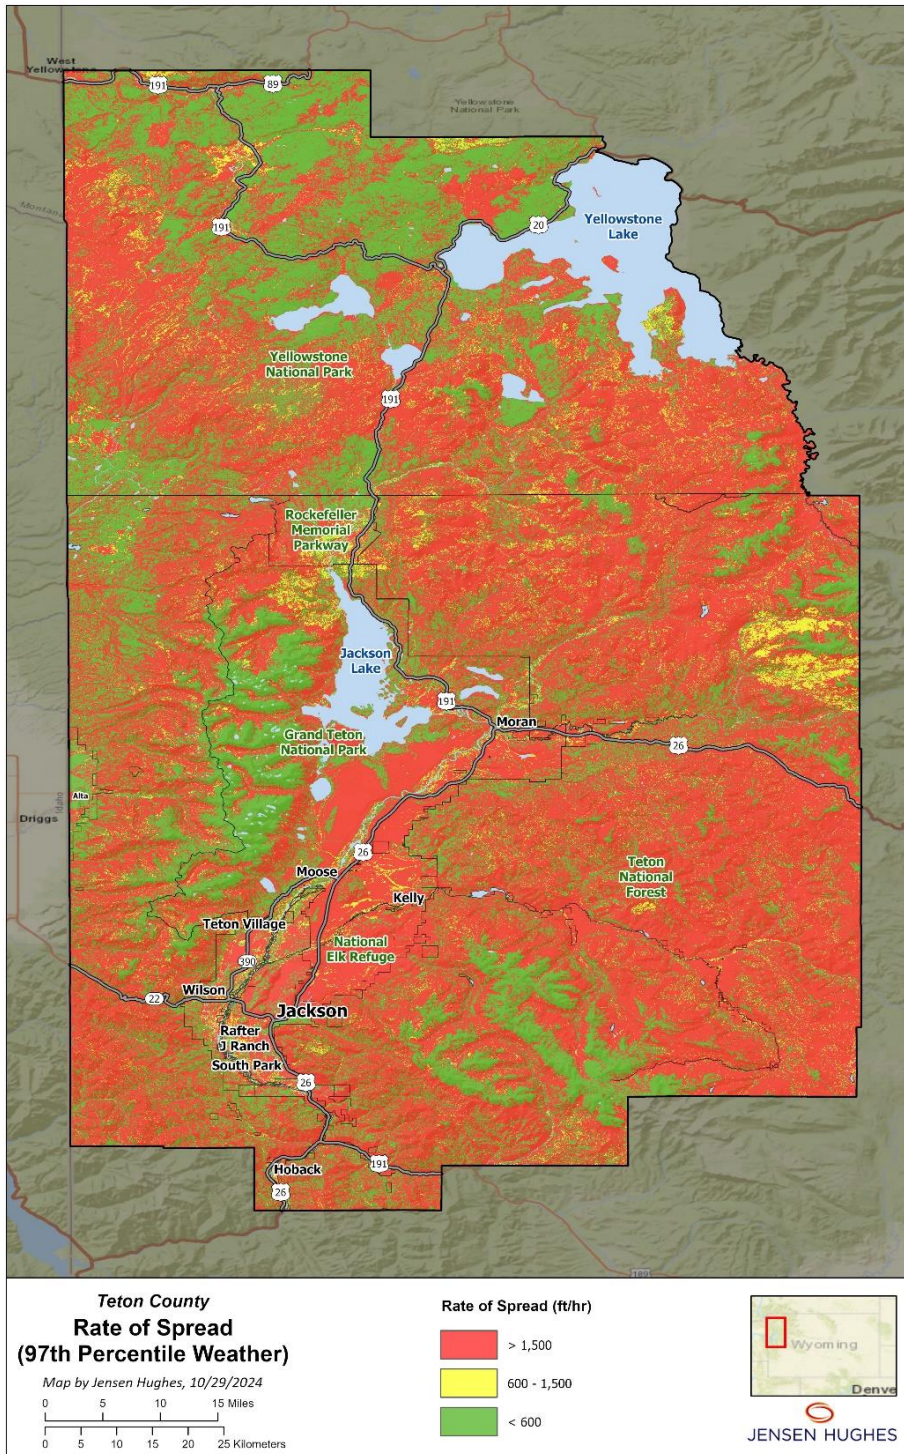 West
Yellowstone
191
89
Yellowstone
National Park
Montana
191
20
Yellowstone
Lake
Yellowstone
National Park
191
Rockefeller
Memorial
Parkway
Jackson
Lake
191
Moran
Grand Teton
National Park
26
Alta
Idaho
Driggs
26
Moose
Teton
National
Forest
Kelly
Teton Village
National
Elk Refuge
390
Wilson
22
Jackson
Rafter
J Ranch
South Park
26
Hoback
191
26
189
Teton County
Rate of Spread
(97th Percentile Weather)
Map by Jensen Hughes, 10/29/2024
0 5 10 15 Miles
0 5 10 15 20 25 Kilometers
Rate of Spread (ft/hr)
> 1,500
600 - 1,500
< 600
Wyoming
Denve
JENSEN HUGHES